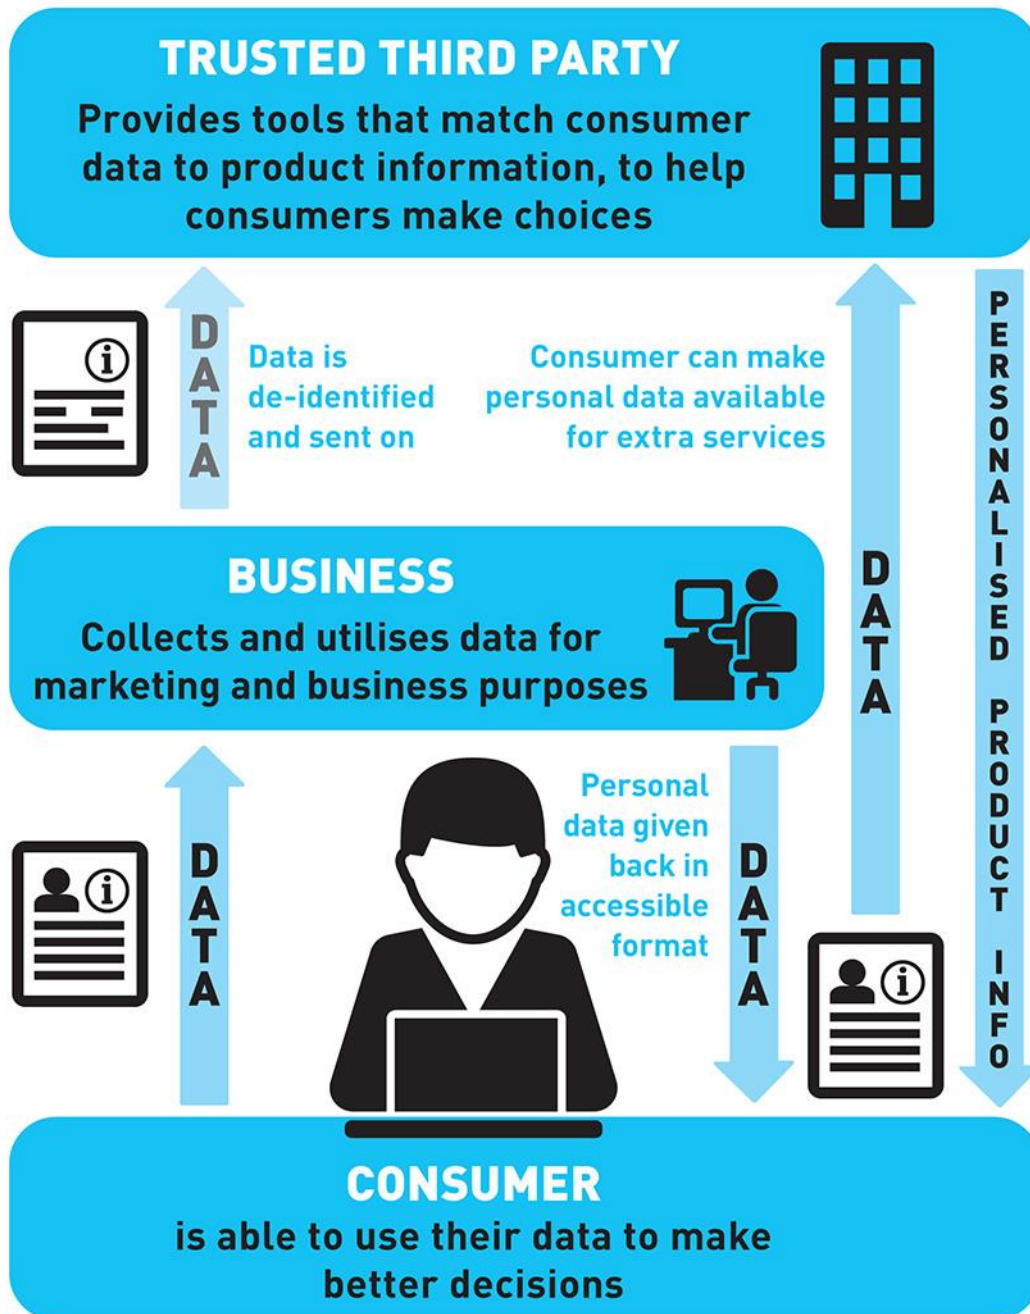 TRUSTED THIRD PARTY
Provides tools that match consumer
data to product information, to help
consumers make choices
DATA
Data is
de-identified
and sent on
Consumer can make
personal data available
for extra services
DATA
PERSONALISED PRODUCT INFO
BUSINESS
Collects and utilises data for
marketing and business purposes
DATA
Personal
data given
back in
accessible
format
DATA
CONSUMER
is able to use their data to make
better decisions